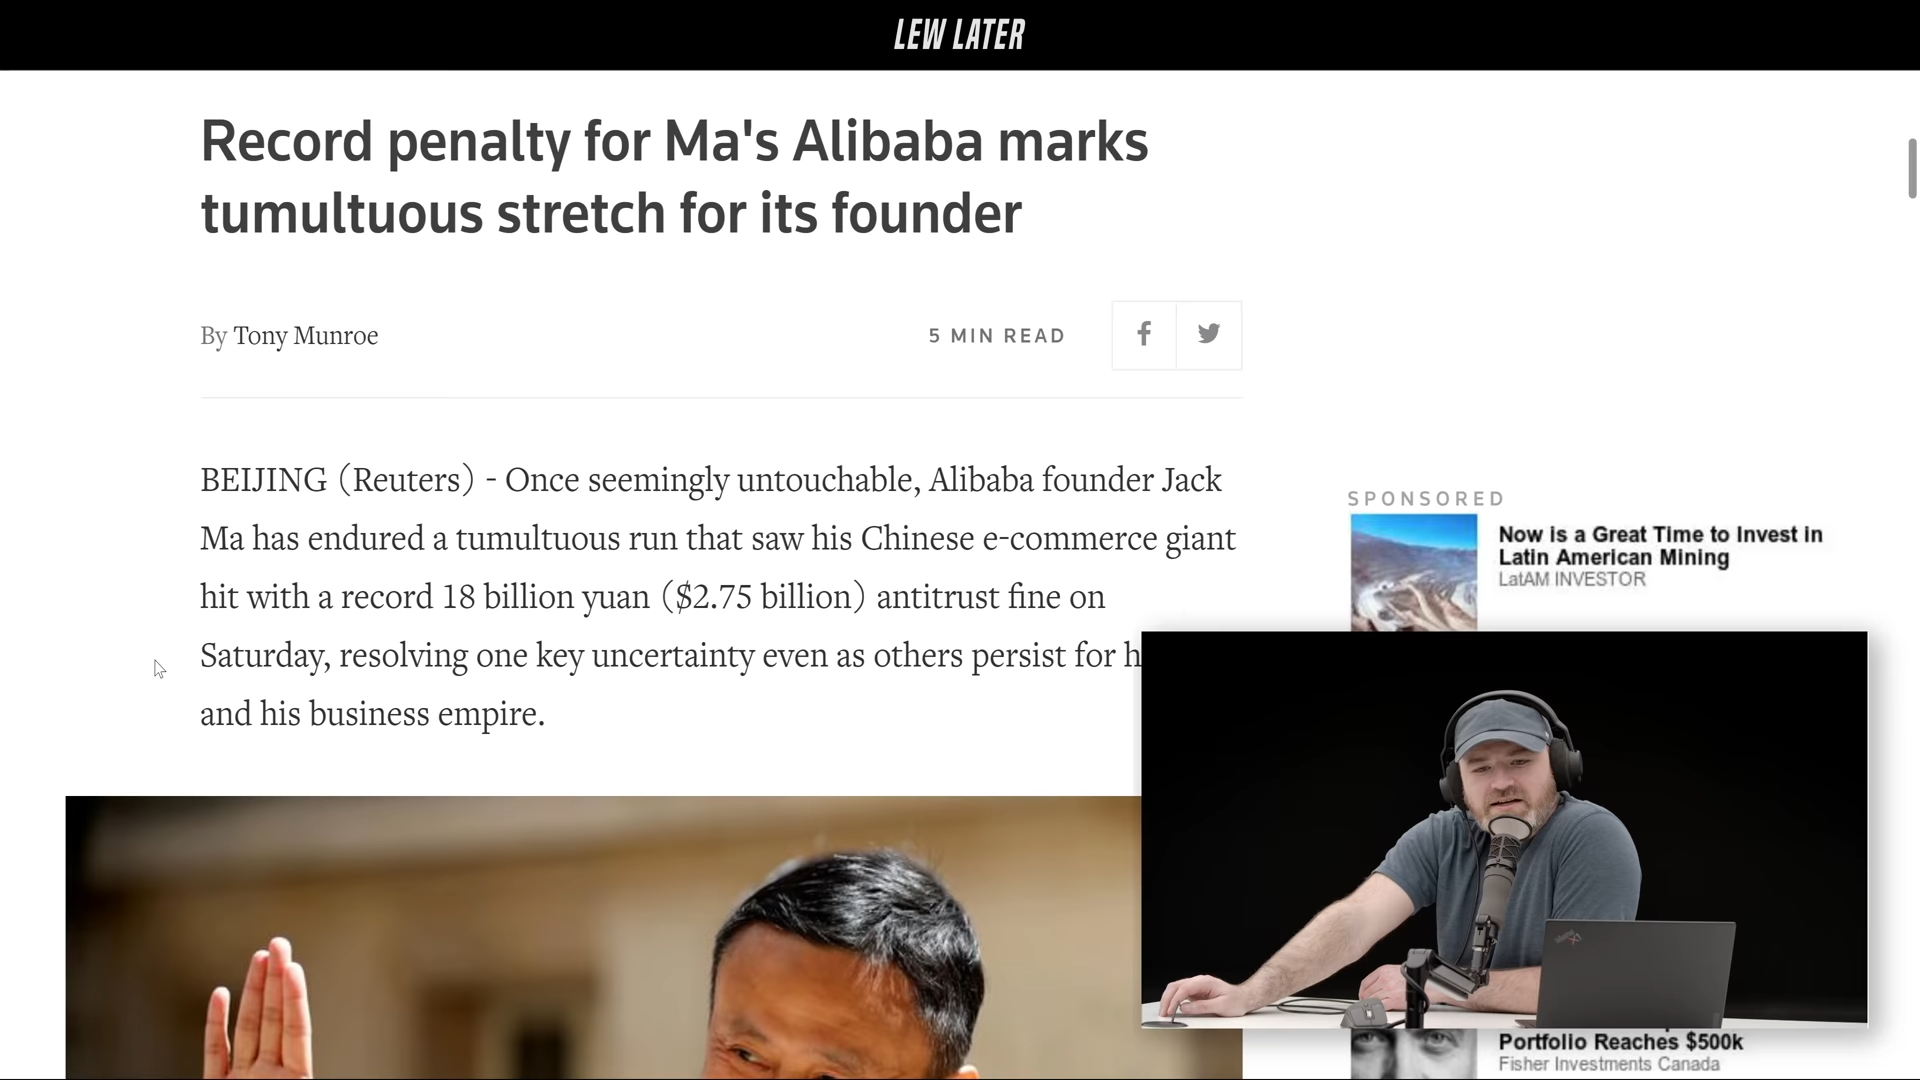 LEW LATER
Record penalty for Ma's Alibaba marks
tumultuous stretch for its founder
By Tony Munroe
5 MIN READ
BEIJING (Reuters) - Once seemingly untouchable, Alibaba founder Jack
Ma has endured a tumultuous run that saw his Chinese e-commerce giant
hit with a record 18 billion yuan ($2.75 billion) antitrust fine on
Saturday, resolving one key uncertainty even as others persist for
and his business empire.
SPONSORED
Now is a Great Time to Invest in
Latin American Mining
LatAM INVESTOR
Portfolio Reaches $500k
Fisher Investments Canada